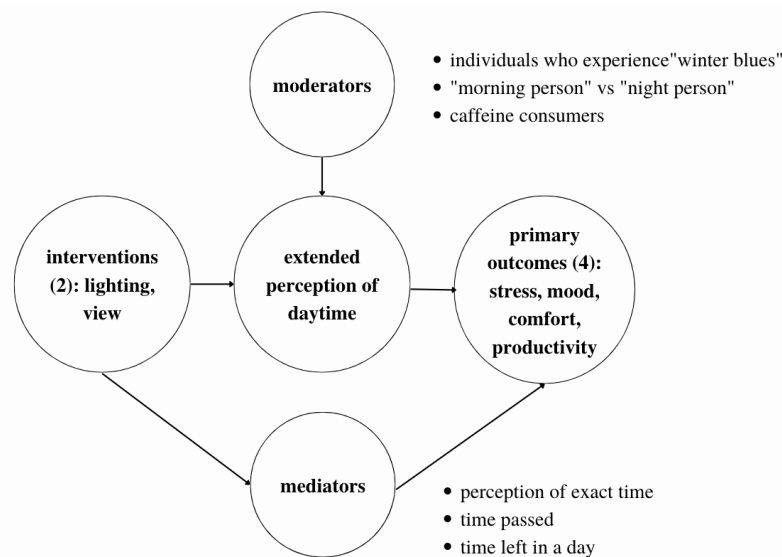 moderators
• individuals who experience"winter blues"
• "morning person" vs "night person"
• caffeine consumers
interventions
(2): lighting,
view
extended
perception of
daytime
primary
outcomes (4):
stress, mood,
comfort,
productivity
mediators
• perception of exact time
• time passed
• time left in a day